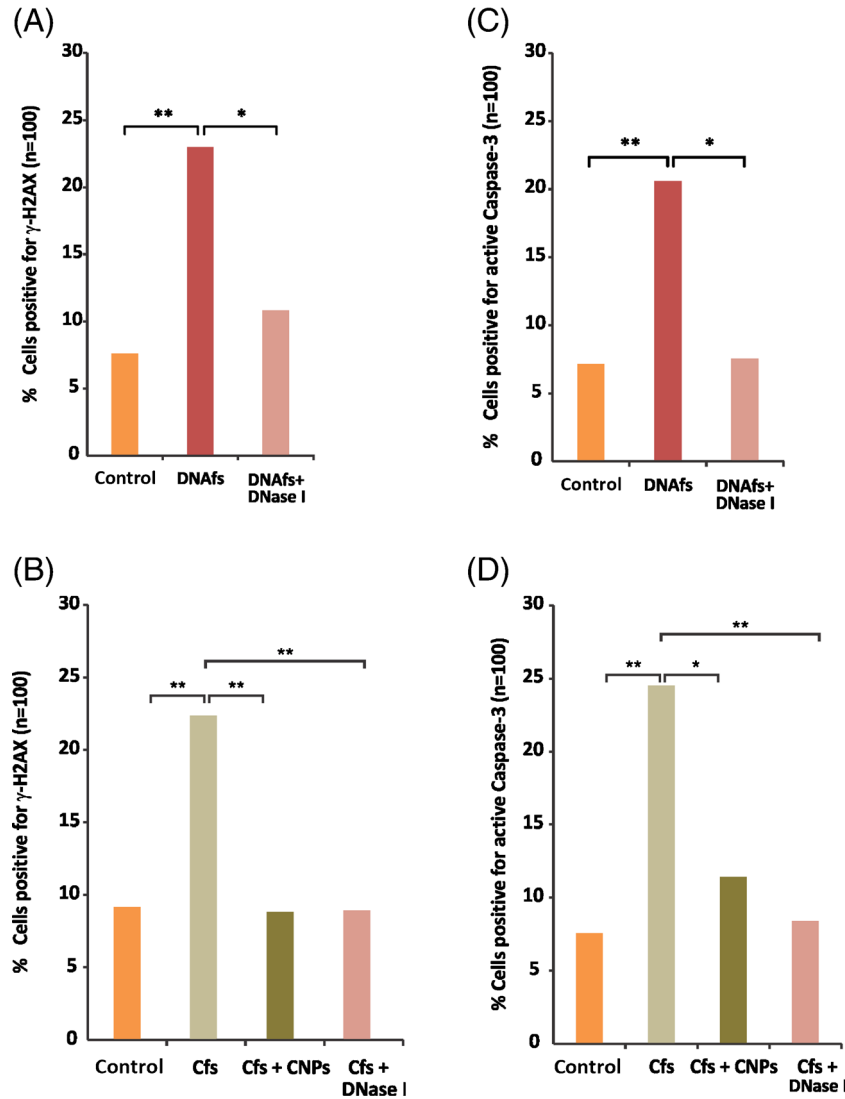 (A)
% Cells positive for γ-H2AX (n=100)
30
25
20
15
10
5
0
** *
Control DNAfs DNAfs+
DNase I
(C)
% Cells positive for active Caspase-3 (n=100)
30
25
20
15
10
5
0
** *
Control DNAfs DNAfs+
DNase I
(B)
% Cells positive for γ-H2AX (n=100)
30
25
20
15
10
5
0
**
** **
Control Cfs Cfs + CNPs Cfs +
DNase I
(D)
% Cells positive for active Caspase-3 (n=100)
30
25
20
15
10
5
0
**
** *
Control Cfs Cfs + CNPs Cfs +
DNase I